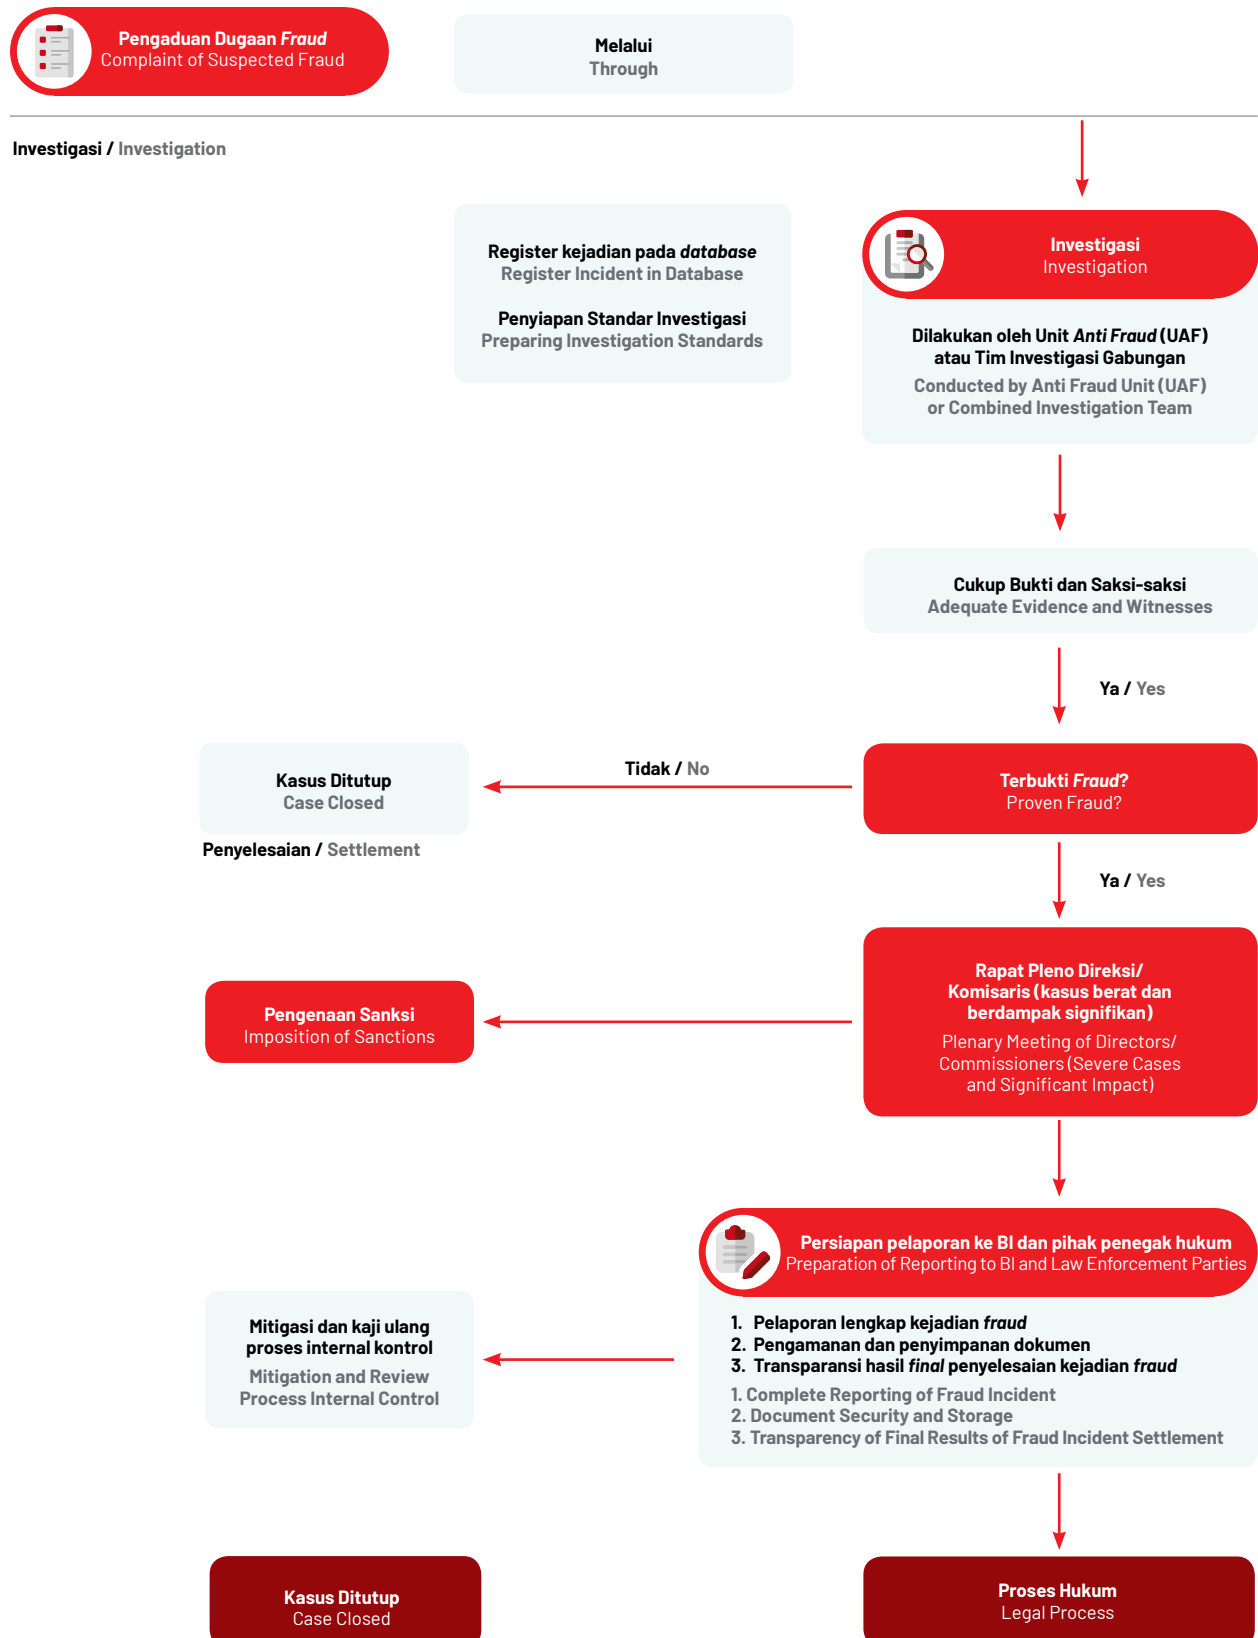 Pengaduan Dugaan Fraud
Complaint of Suspected Fraud
Melalui
Through
Investigasi / Investigation
Register kejadian pada database
Register Incident in Database
Penyiapan Standar Investigasi
Preparing Investigation Standards
Investigasi
Investigation
Dilakukan oleh Unit Anti Fraud (UAF)
atau Tim Investigasi Gabungan
Conducted by Anti Fraud Unit (UAF)
or Combined Investigation Team
Cukup Bukti dan Saksi-saksi
Adequate Evidence and Witnesses
Ya / Yes
Terbukti Fraud?
Proven Fraud?
Tidak / No
Kasus Ditutup
Case Closed
Penyelesaian / Settlement
Ya / Yes
Rapat Pleno Direksi/
Komisaris (kasus berat dan
berdampak signifikan)
Plenary Meeting of Directors/
Commissioners (Severe Cases
and Significant Impact)
Pengenaan Sanksi
Imposition of Sanctions
Persiapan pelaporan ke BI dan pihak penegak hukum
Preparation of Reporting to BI and Law Enforcement Parties
1. Pelaporan lengkap kejadian fraud
2. Pengamanan dan penyimpanan dokumen
3. Transparansi hasil final penyelesaian kejadian fraud
1. Complete Reporting of Fraud Incident
2. Document Security and Storage
3. Transparency of Final Results of Fraud Incident Settlement
Mitigasi dan kaji ulang
proses internal kontrol
Mitigation and Review
Process Internal Control
Kasus Ditutup
Case Closed
Proses Hukum
Legal Process